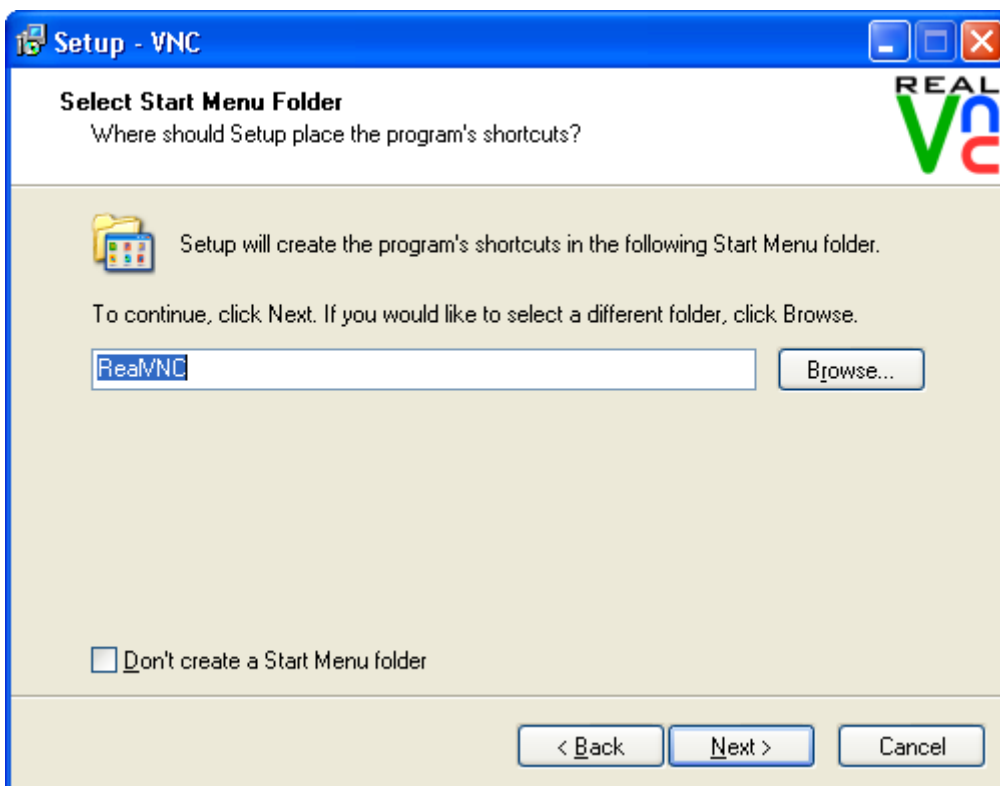 Setup - VNC
Select Start Menu Folder
Where should Setup place the program's shortcuts?
REAL
VNC
Setup will create the program's shortcuts in the following Start Menu folder.
To continue, click Next. If you would like to select a different folder, click Browse.
RealVNC
Browse...
Don't create a Start Menu folder
< Back
Next >
Cancel